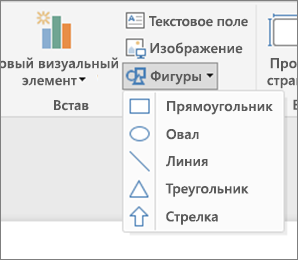 Текстовое поле
Изображение
овый визуальный
элемент
Фигуры
Про
стран
Встав
Прямоугольник
Овал
Линия
Треугольник
Стрелка